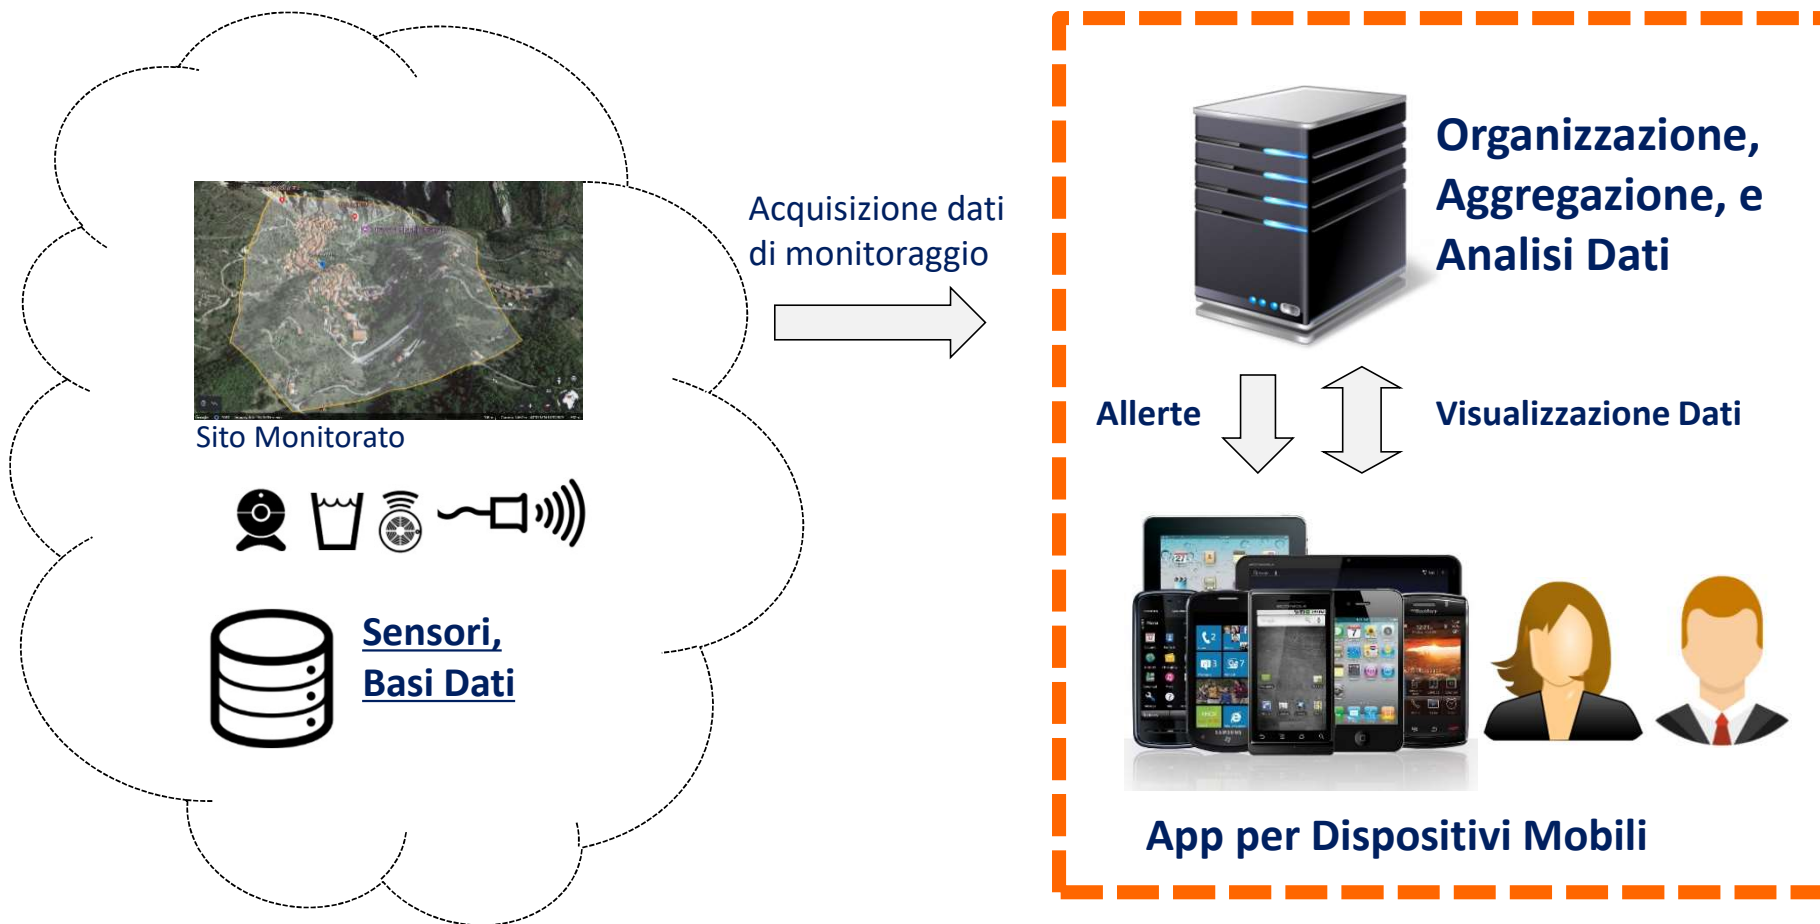 Acquisizione dati
di monitoraggio
Sito Monitorato
Sensori,
Basi Dati
Organizzazione,
Aggregazione, e
Analisi Dati
Allerte
Visualizzazione Dati
App per Dispositivi Mobili